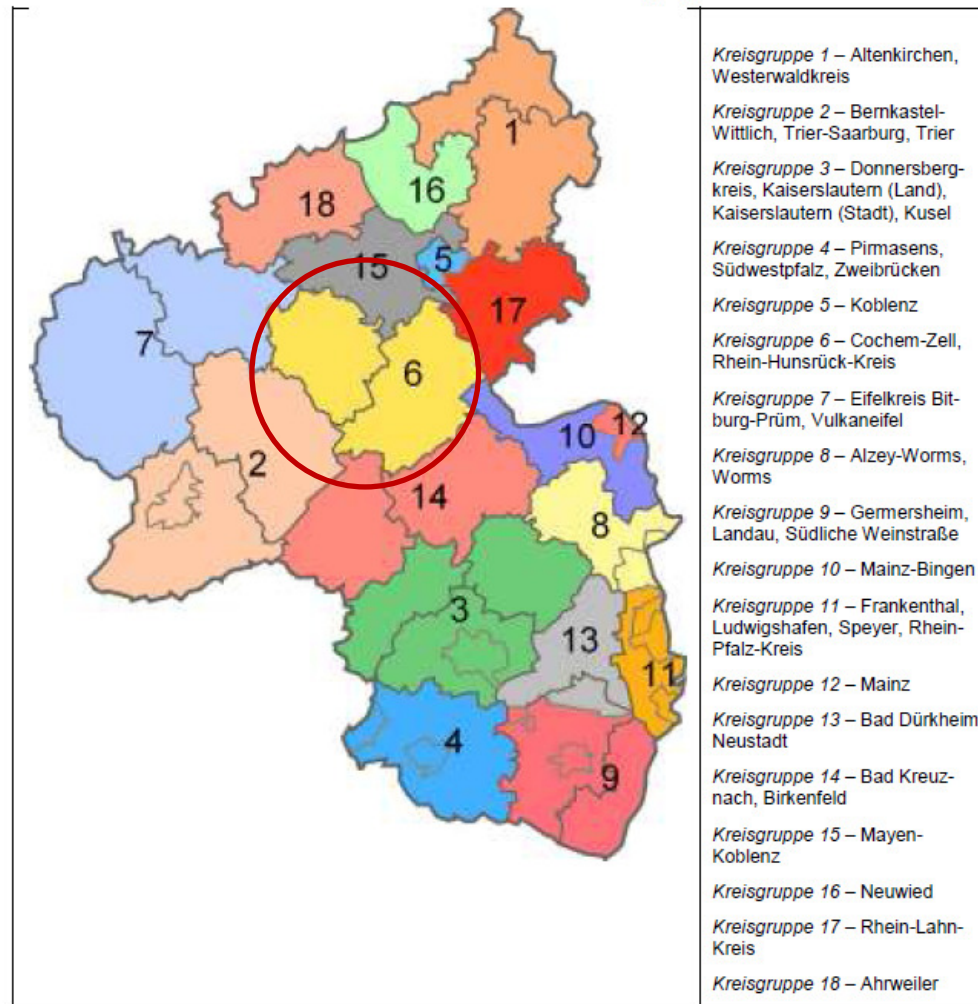 1
16
18
5
15
17
7
6
12
10
2
14
8
3
13
11
4
9
Kreisgruppe 1 – Altenkirchen,
Westerwaldkreis
Kreisgruppe 2 – Bernkastel-
Wittlich, Trier-Saarburg, Trier
Kreisgruppe 3 – Donnersberg-
kreis, Kaiserslautern (Land),
Kaiserslautern (Stadt), Kusel
Kreisgruppe 4 – Pirmasens,
Südwestpfalz, Zweibrücken
Kreisgruppe 5 – Koblenz
Kreisgruppe 6 – Cochem-Zell,
Rhein-Hunsrück-Kreis
Kreisgruppe 7 – Eifelkreis Bit-
burg-Prüm, Vulkaneifel
Kreisgruppe 8 – Alzey-Worms,
Worms
Kreisgruppe 9 – Germersheim,
Landau, Südliche Weinstraße
Kreisgruppe 10 – Mainz-Bingen
Kreisgruppe 11 – Frankenthal,
Ludwigshafen, Speyer, Rhein-
Pfalz-Kreis
Kreisgruppe 12 – Mainz
Kreisgruppe 13 – Bad Dürkheim
Neustadt
Kreisgruppe 14 – Bad Kreuz-
nach, Birkenfeld
Kreisgruppe 15 – Mayen-
Koblenz
Kreisgruppe 16 – Neuwied
Kreisgruppe 17 – Rhein-Lahn-
Kreis
Kreisgruppe 18 – Ahrweiler